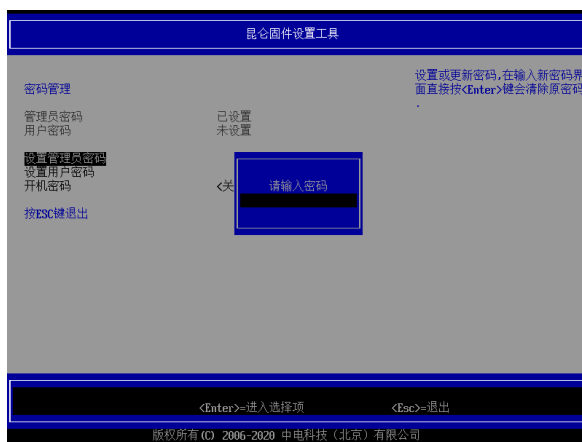 昆仑固件设置工具
密码管理
设置或更新密码,在输入新密码界
面直接按<Enter>键会清除原密码
.
管理员密码 已设置
用户密码 未设置
设置管理员密码
设置用户密码
开机密码 <关
请输入密码
按ESC键退出
<Enter>=进入选择项 <Esc>=退出
版权所有(C) 2006-2020 中电科技（北京）有限公司